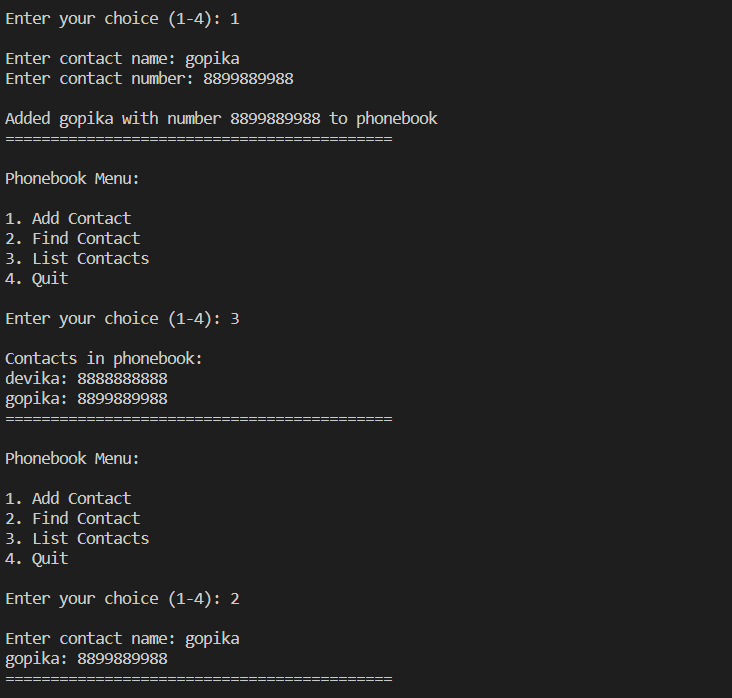 Enter your choice (1-4): 1
Enter contact name: gopika
Enter contact number: 8899889988
Added gopika with number 8899889988 to phonebook
===========================================
Phonebook Menu:
1. Add Contact
2. Find Contact
3. List Contacts
4. Quit
Enter your choice (1-4): 3
Contacts in phonebook:
devika: 8888888888
gopika: 8899889988
===========================================
Phonebook Menu:
1. Add Contact
2. Find Contact
3. List Contacts
4. Quit
Enter your choice (1-4): 2
Enter contact name: gopika
gopika: 8899889988
===========================================